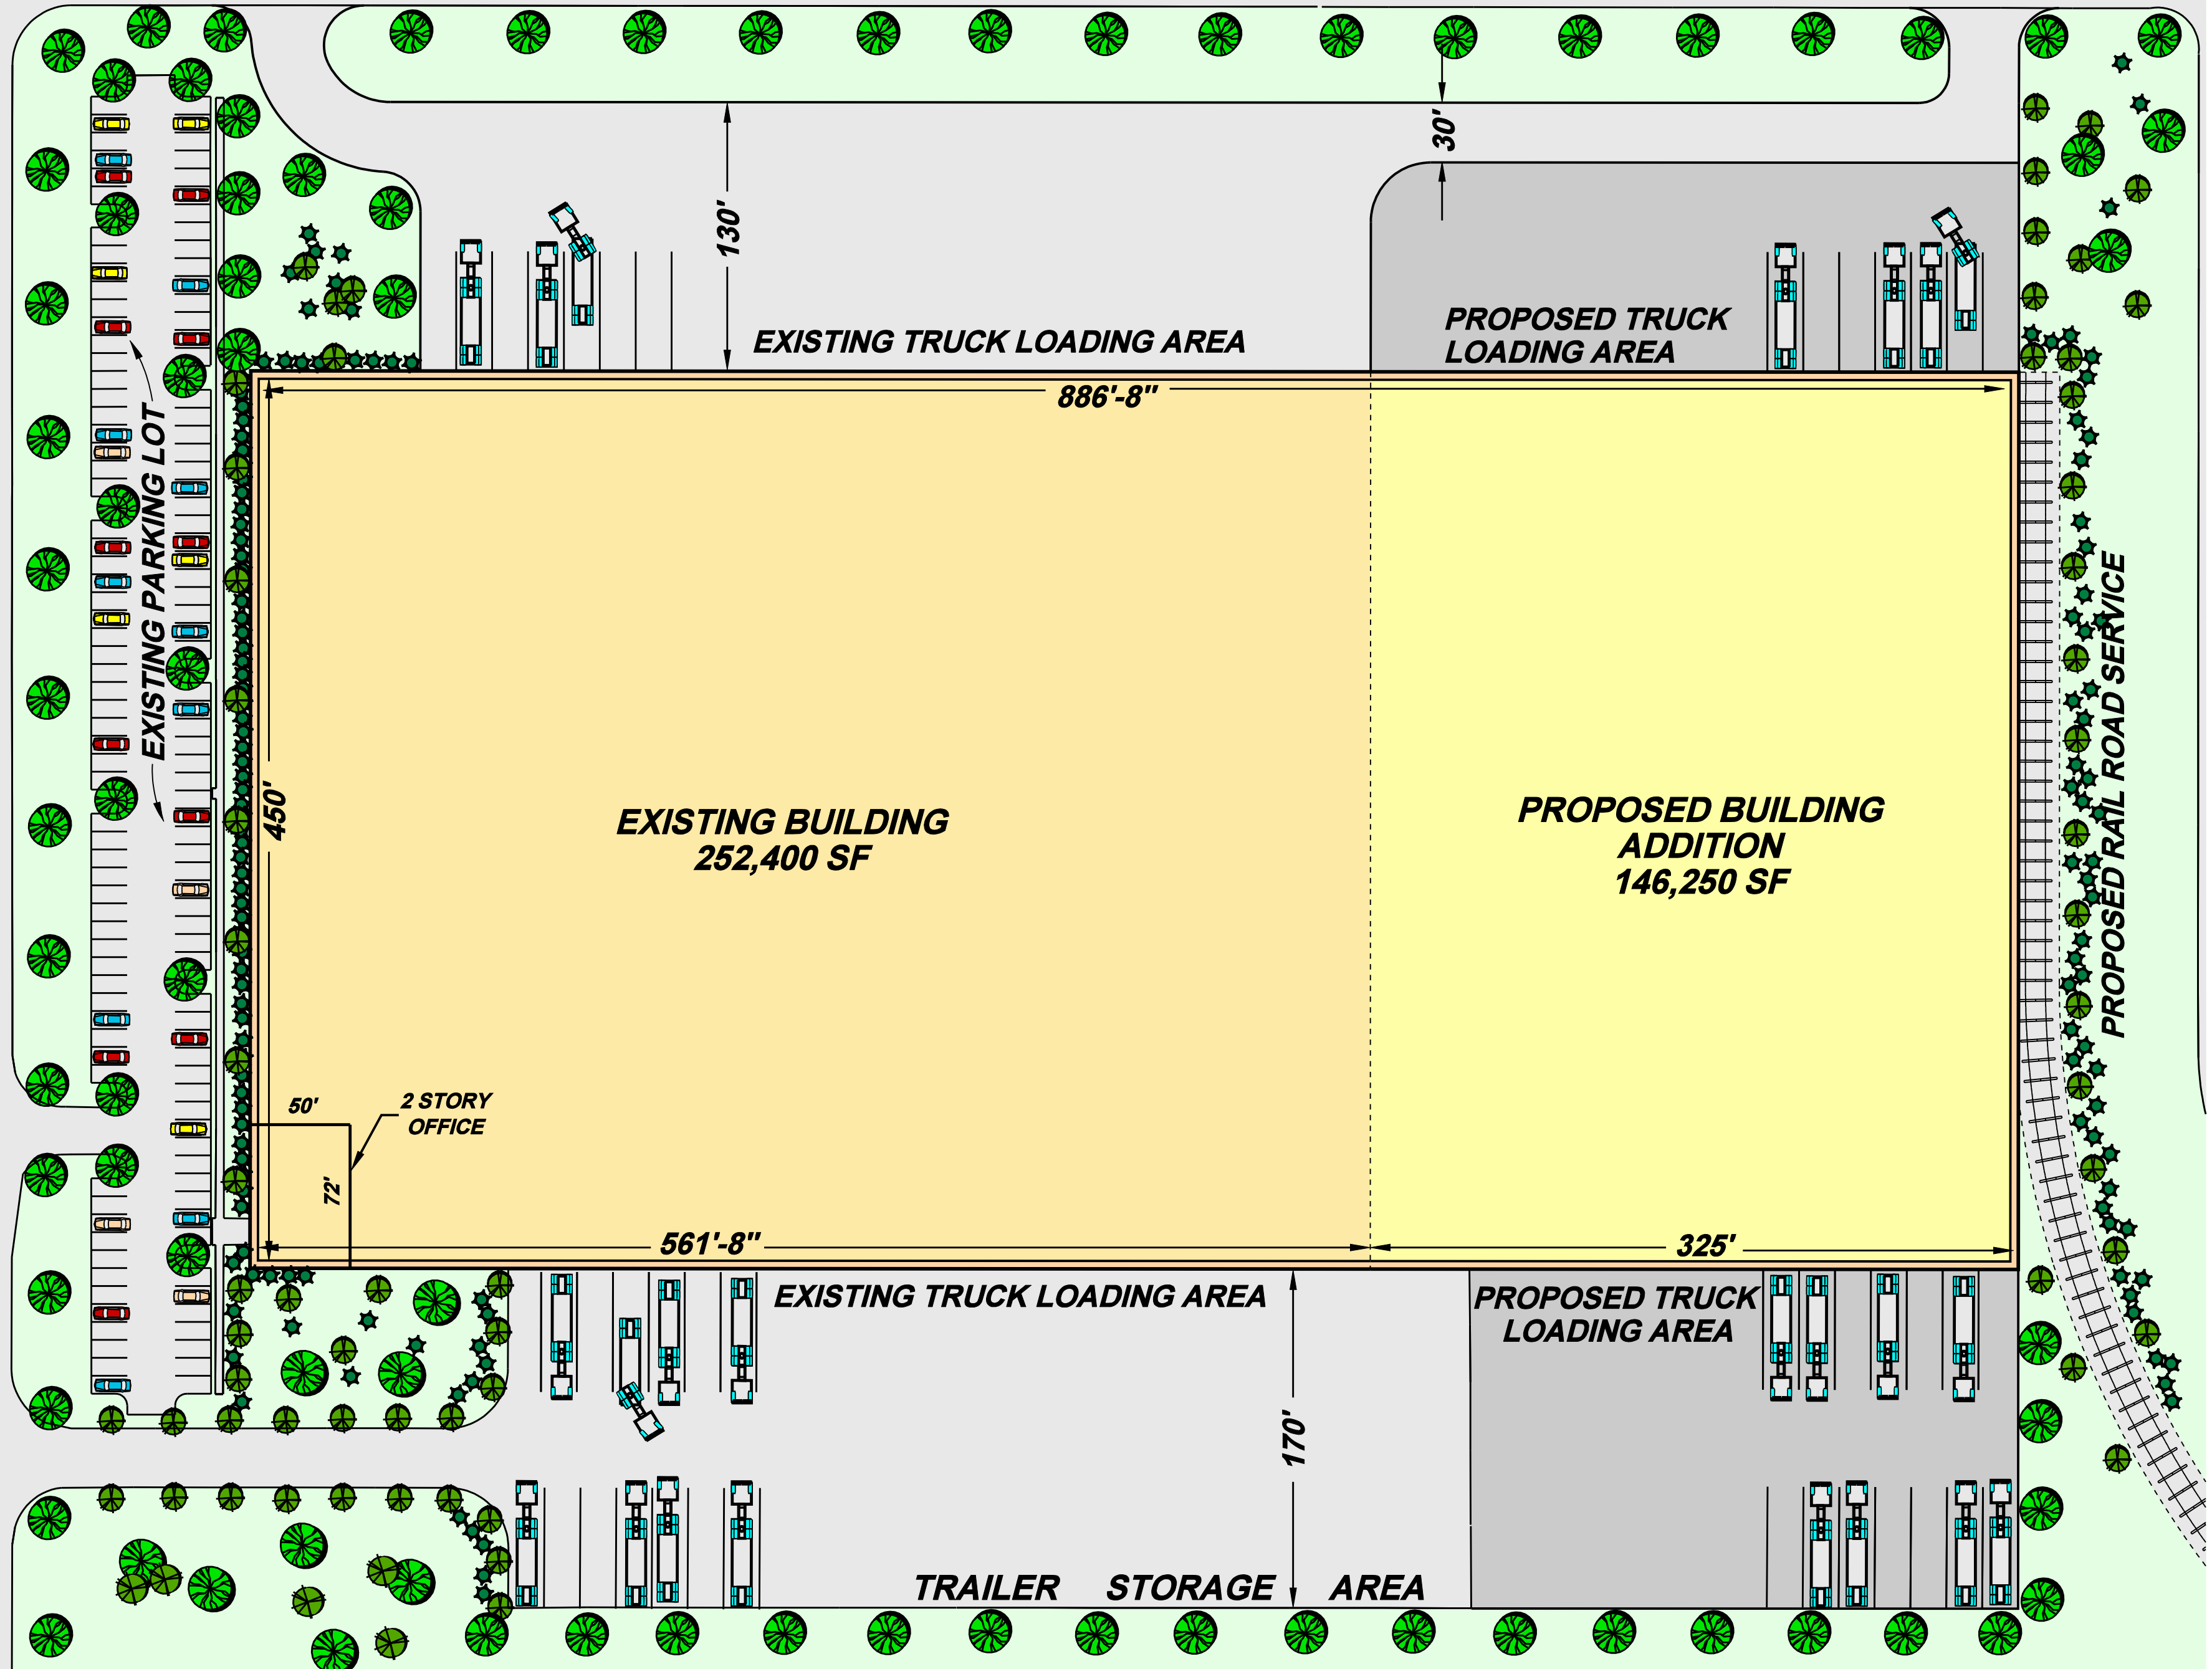 30'
130'
EXISTING TRUCK LOADING AREA
PROPOSED TRUCK
LOADING AREA
886'-8"
EXISTING PARKING LOT
450'
EXISTING BUILDING
252,400 SF
PROPOSED BUILDING
ADDITION
146,250 SF
PROPOSED RAIL ROAD SERVICE
50'
2 STORY
OFFICE
72'
561'-8"
325'
EXISTING TRUCK LOADING AREA
PROPOSED TRUCK
LOADING AREA
170'
TRAILER STORAGE AREA